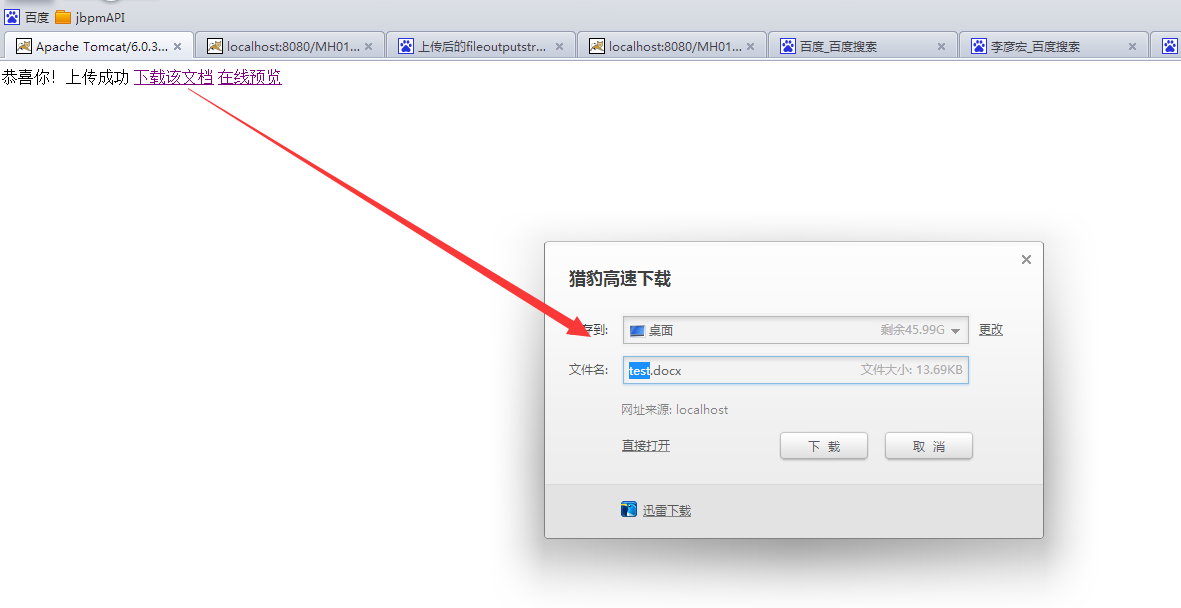 百度 jbpmAPI
Apache Tomcat/6.0.3... localhost:8080/MH01... 上传后的fileoutputstr... localhost:8080/MH01... 百度_百度搜索 李彦宏_百度搜索
恭喜你！上传成功 下载该文档 在线预览
猎豹高速下载
存到: 桌面 剩余45.99G 更改
文件名: test.docx 文件大小: 13.69KB
网址来源: localhost
直接打开 下 载 取 消
迅雷下载